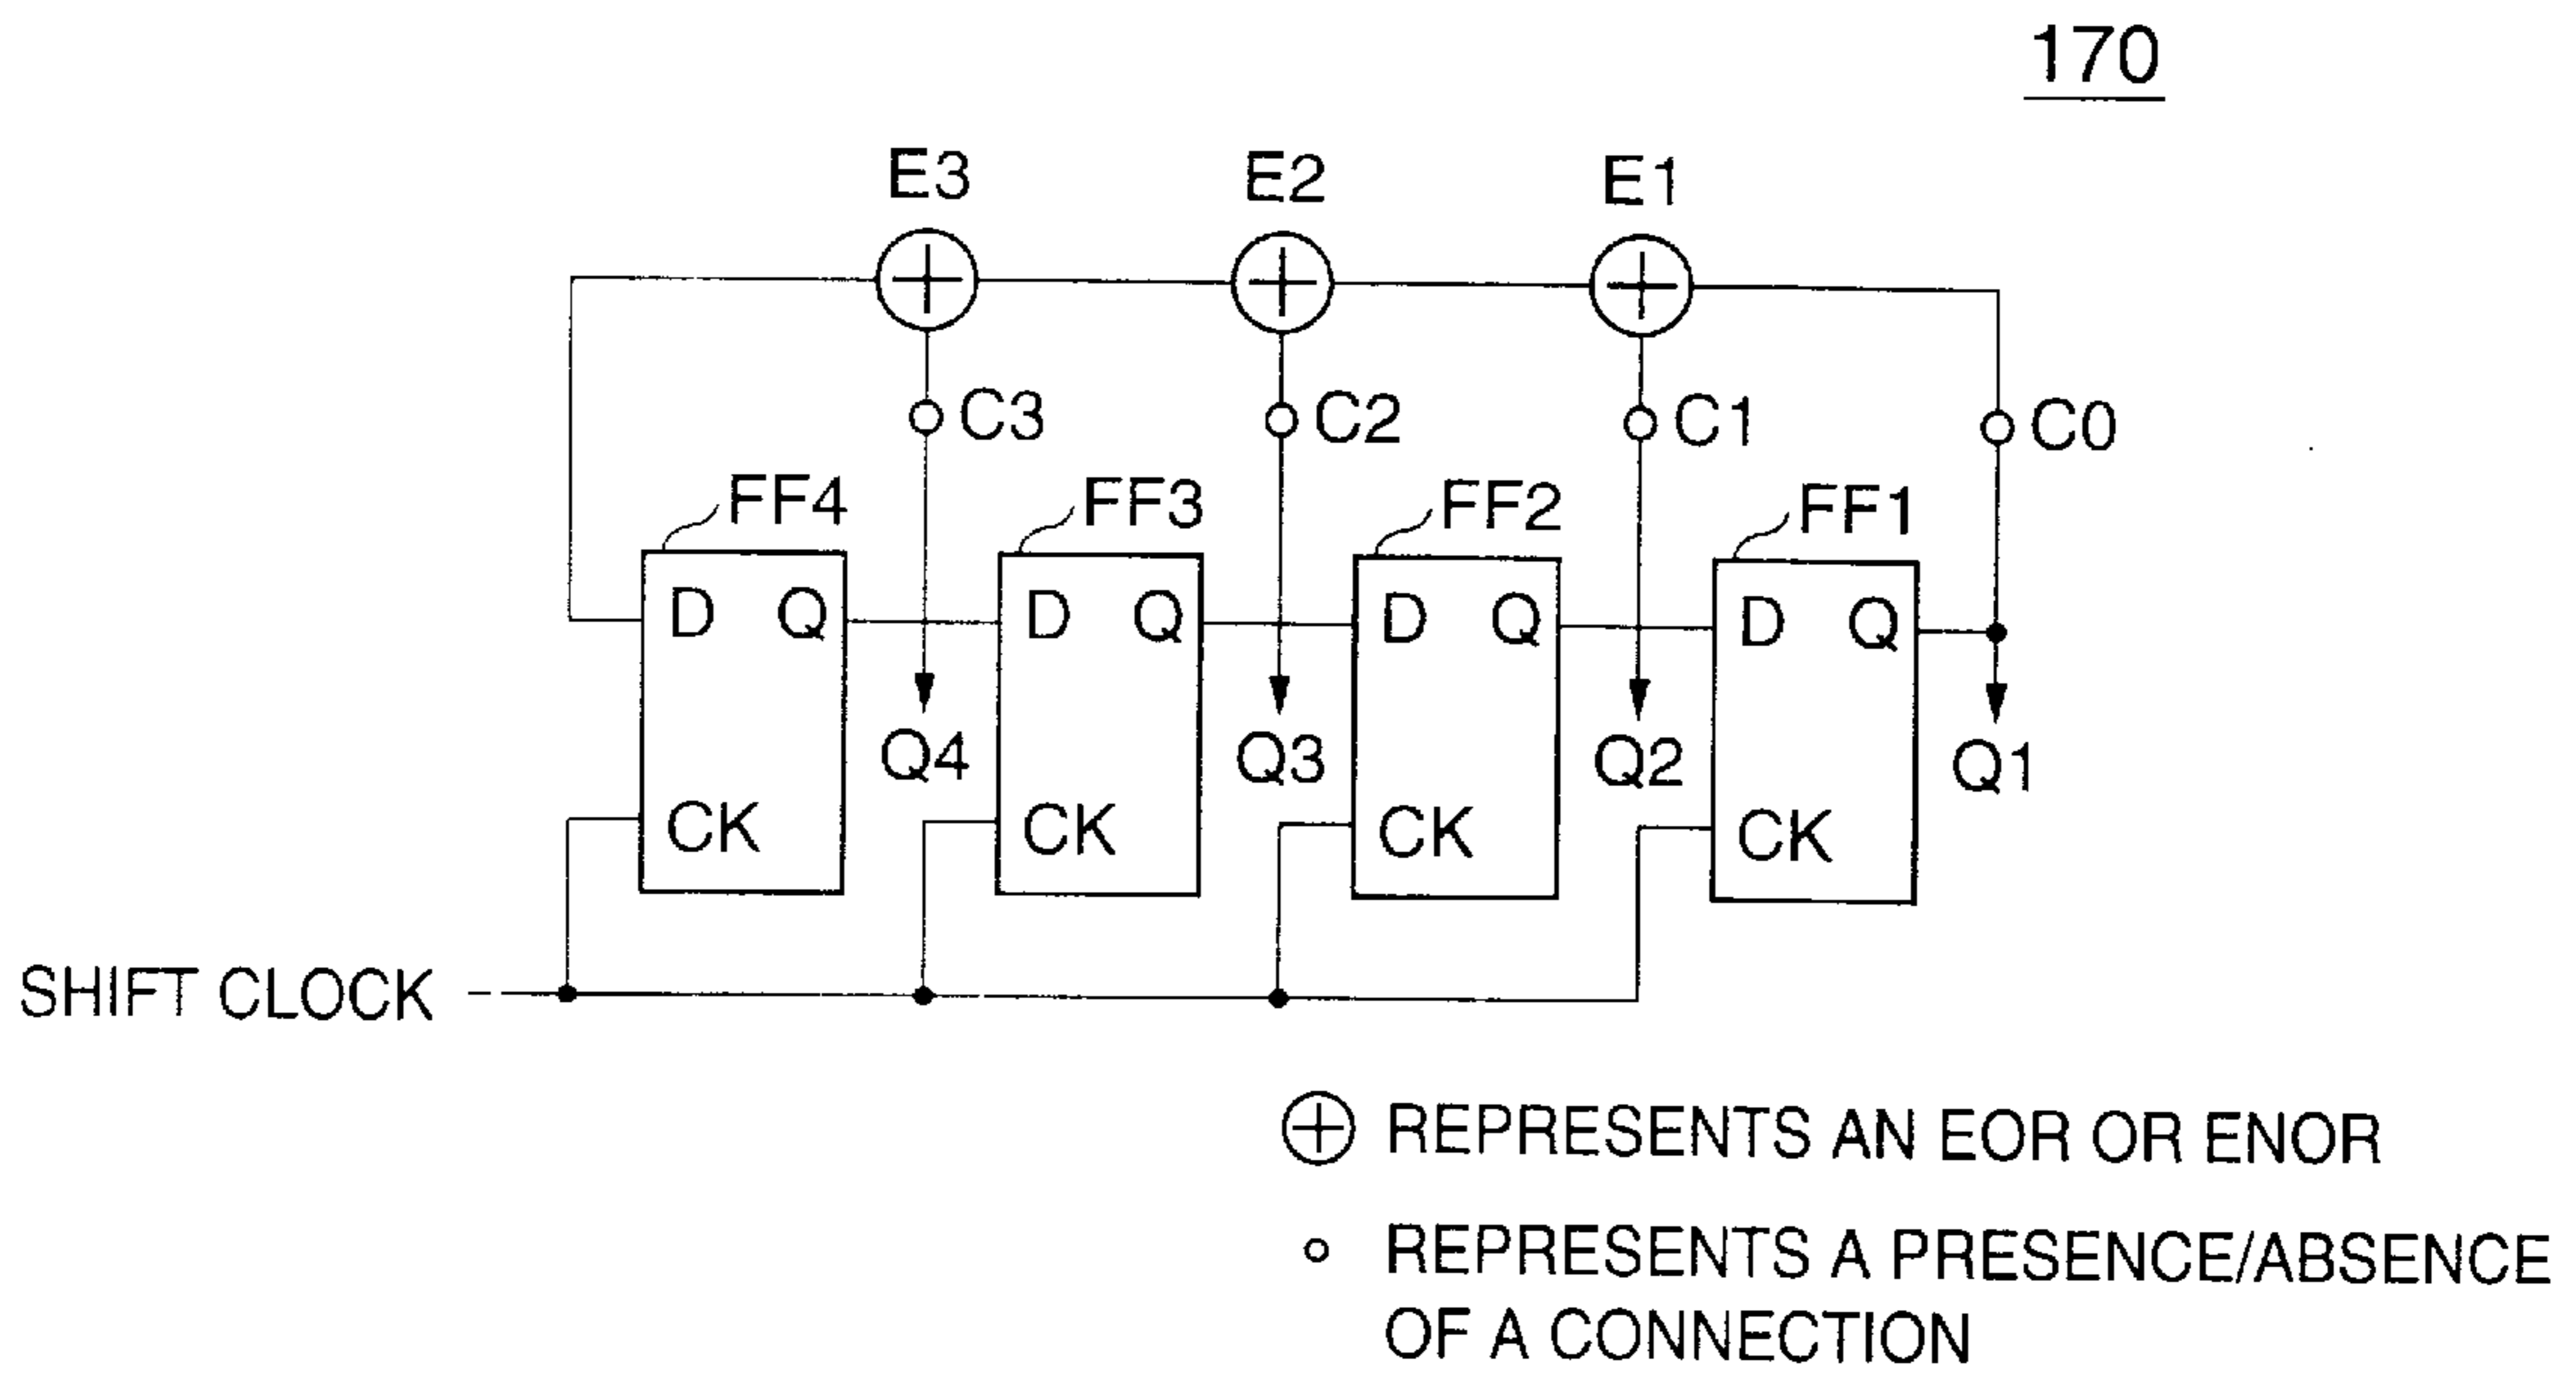 170
E3 E2 E1
C3 C2 C1 C0
FF4 FF3 FF2 FF1
D Q D Q D Q D Q
Q4 Q3 Q2 Q1
CK CK CK CK
SHIFT CLOCK
REPRESENTS AN EOR OR ENOR
REPRESENTS A PRESENCE/ABSENCE
OF A CONNECTION